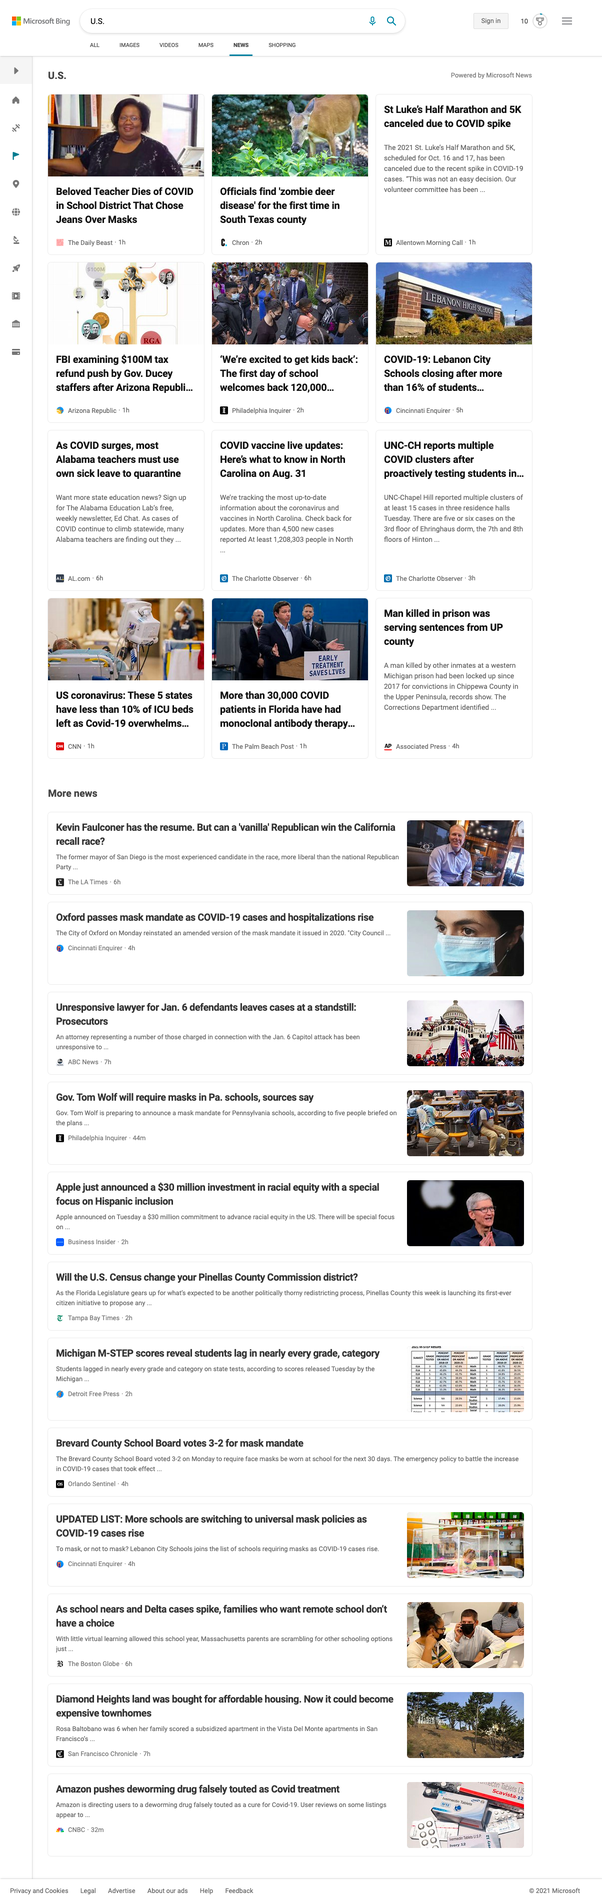 Microsoft Bing
U.S.
Sign in
10
ALL
IMAGES
VIDEOS
MAPS
NEWS
SHOPPING
U.S.
Powered by Microsoft News
Beloved Teacher Dies of COVID
in School District That Chose
Jeans Over Masks
The Daily Beast · 1h
Officials find 'zombie deer
disease' for the first time in
South Texas county
Chron · 2h
St Luke's Half Marathon and 5K
canceled due to COVID spike
The 2021 St. Luke's Half Marathon and 5K,
scheduled for Oct. 16 and 17, has been
canceled due to the recent spike in COVID-19
cases. "This was not an easy decision. Our
volunteer committee has been ...
Allentown Morning Call · 1h
RGA
FBI examining $100M tax
refund push by Gov. Ducey
staffers after Arizona Republi...
Arizona Republic · 1h
'We're excited to get kids back':
The first day of school
welcomes back 120,000...
Philadelphia Inquirer · 2h
LEBANON HIGH SCHOOL
COVID-19: Lebanon City
Schools closing after more
than 16% of students...
Cincinnati Enquirer · 5h
As COVID surges, most
Alabama teachers must use
own sick leave to quarantine
Want more state education news? Sign up
for The Alabama Education Lab's free,
weekly newsletter, Ed Chat. As cases of
COVID continue to climb statewide, many
Alabama teachers are finding out they ...
AL.com · 6h
COVID vaccine live updates:
Here's what to know in North
Carolina on Aug. 31
We're tracking the most up-to-date
information about the coronavirus and
vaccines in North Carolina. Check back for
updates. More than 4,500 new cases
reported At least 1,208,303 people in North
...
The Charlotte Observer · 6h
UNC-CH reports multiple
COVID clusters after
proactively testing students in...
UNC-Chapel Hill reported multiple clusters of
at least 15 cases in three residence halls
Tuesday. There are five or six cases on the
3rd floor of Ehringhaus dorm, the 7th and 8th
floors of Hinton ...
The Charlotte Observer · 3h
US coronavirus: These 5 states
have less than 10% of ICU beds
left as Covid-19 overwhelms...
CNN · 1h
EARLY
TREATMENT
SAVES LIVES
More than 30,000 COVID
patients in Florida have had
monoclonal antibody therapy...
The Palm Beach Post · 1h
Man killed in prison was
serving sentences from UP
county
A man killed by other inmates at a western
Michigan prison had been locked up since
2017 for convictions in Chippewa County in
the Upper Peninsula, records show. The
Corrections Department identified ...
AP
Associated Press · 4h
More news
Kevin Faulconer has the resume. But can a 'vanilla' Republican win the California
recall race?
The former mayor of San Diego is the most experienced candidate in the race, more liberal than the national Republican
Party ...
The LA Times · 6h
Oxford passes mask mandate as COVID-19 cases and hospitalizations rise
The City of Oxford on Monday reinstated an amended version of the mask mandate it issued in 2020. "City Council ...
Cincinnati Enquirer · 4h
Unresponsive lawyer for Jan. 6 defendants leaves cases at a standstill:
Prosecutors
An attorney representing a number of those charged in connection with the Jan. 6 Capitol attack has been
unresponsive to ...
ABC News · 7h
Gov. Tom Wolf will require masks in Pa. schools, sources say
Gov. Tom Wolf is preparing to announce a mask mandate for Pennsylvania schools, according to five people briefed on
the plans ...
Philadelphia Inquirer · 44m
Apple just announced a $30 million investment in racial equity with a special
focus on Hispanic inclusion
Apple announced on Tuesday a $30 million commitment to advance racial equity in the US. There will be special focus
on ...
Business Insider · 2h
Will the U.S. Census change your Pinellas County Commission district?
As the Florida Legislature gears up for what's expected to be another politically thorny redistricting process, Pinellas County this week is launching its first-ever
citizen initiative to propose any ...
Tampa Bay Times · 2h
Michigan M-STEP scores reveal students lag in nearly every grade, category
Students lagged in nearly every grade and category on state tests, according to scores released Tuesday by the
Michigan ...
Detroit Free Press · 2h
Brevard County School Board votes 3-2 for mask mandate
The Brevard County School Board voted 3-2 on Monday to require face masks be worn at school for the next 30 days. The emergency policy to battle the increase
in COVID-19 cases that took effect ...
Orlando Sentinel · 4h
UPDATED LIST: More schools are switching to universal mask policies as
COVID-19 cases rise
To mask, or not to mask? Lebanon City Schools joins the list of schools requiring masks as COVID-19 cases rise.
Cincinnati Enquirer · 4h
As school nears and Delta cases spike, families who want remote school don't
have a choice
With little virtual learning allowed this school year, Massachusetts parents are scrambling for other schooling options
just ...
The Boston Globe · 6h
Diamond Heights land was bought for affordable housing. Now it could become
expensive townhomes
Rosa Baltobano was 6 when her family scored a subsidized apartment in the Vista Del Monte apartments in San
Francisco's ...
San Francisco Chronicle · 7h
Amazon pushes deworming drug falsely touted as Covid treatment
Amazon is directing users to a deworming drug falsely touted as a cure for Covid-19. User reviews on some listings
appear to ...
CNBC · 32m
Scavista 12
Privacy and Cookies
Legal
Advertise
About our ads
Help
Feedback
© 2021 Microsoft